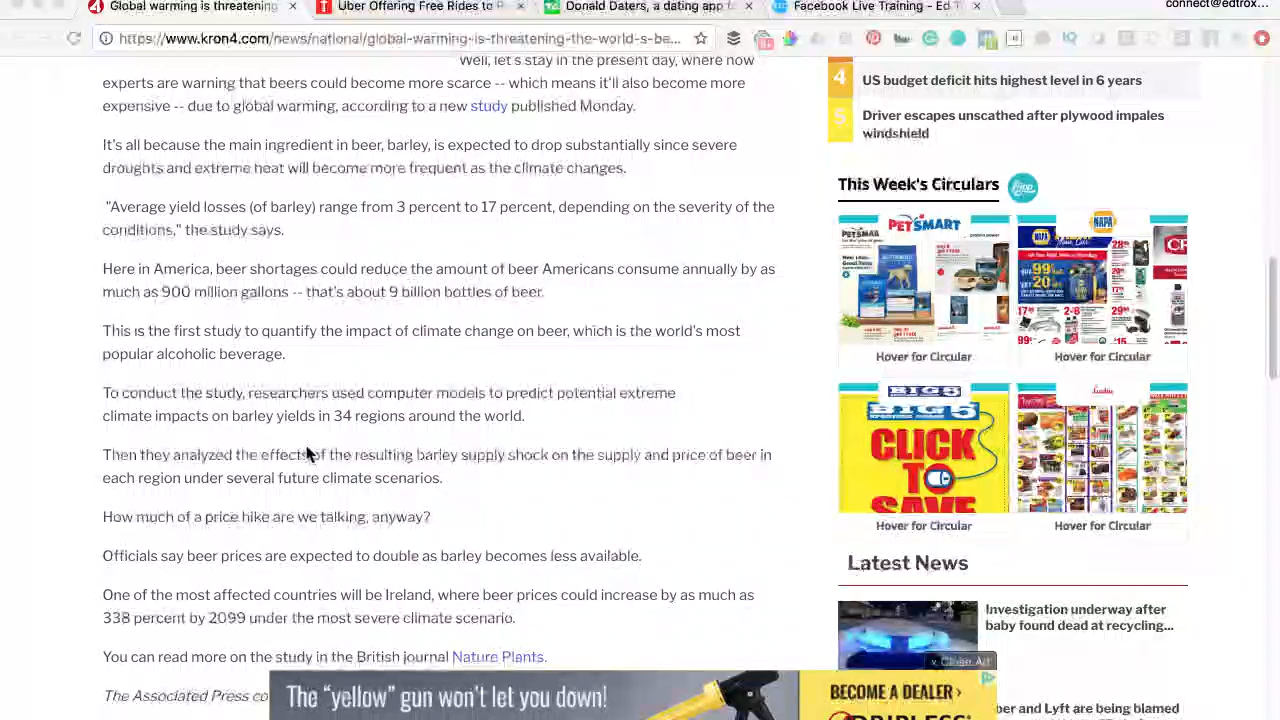 Global warming is threatening
Uber Offering Free Rides to P
Donald Daters, a dating app
Facebook Live Training - Ed T
connect@edtrox...
https://www.kron4.com/news/national/global-warming-is-threatening-the-world-s-be...
Well, let's stay in the present day, where now
experts are warning that beers could become more scarce -- which means it'll also become more
expensive -- due to global warming, according to a new study published Monday.
It's all because the main ingredient in beer, barley, is expected to drop substantially since severe
droughts and extreme heat will become more frequent as the climate changes.
"Average yield losses (of barley) range from 3 percent to 17 percent, depending on the severity of the
conditions," the study says.
Here in America, beer shortages could reduce the amount of beer Americans consume annually by as
much as 900 million gallons -- that's about 9 billion bottles of beer.
This is the first study to quantify the impact of climate change on beer, which is the world's most
popular alcoholic beverage.
To conduct the study, researchers used computer models to predict potential extreme
climate impacts on barley yields in 34 regions around the world.
Then they analyzed the effects of the resulting barley supply shock on the supply and price of beer in
each region under several future climate scenarios.
How much of a price hike are we talking, anyway?
Officials say beer prices are expected to double as barley becomes less available.
One of the most affected countries will be Ireland, where beer prices could increase by as much as
338 percent by 2099 under the most severe climate scenario.
You can read more on the study in the British journal Nature Plants.
The Associated Press co
4 US budget deficit hits highest level in 6 years
5 Driver escapes unscathed after plywood impales
windshield
This Week's Circulars
flipp
PETSMART
NAPA
Hover for Circular
Hover for Circular
BIG 5
Lucky
BIG 5
CLICK
TO
SAVE
Hover for Circular
Hover for Circular
Latest News
Investigation underway after
baby found dead at recycling...
ber and Lyft are being blamed
The "yellow" gun won't let you down!
BECOME A DEALER ›
DRIPLESS